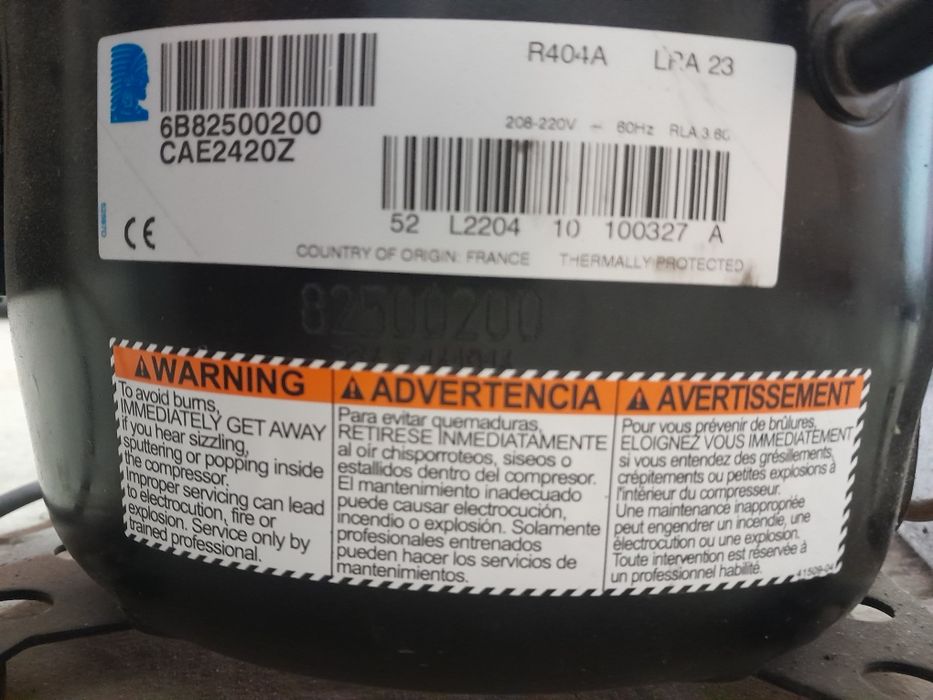 R404A LRA 23
6B82500200
CAE2420Z
208-220V ~ 60Hz RLA 3.60
52 L2204 10 100327 A
COUNTRY OF ORIGIN: FRANCE THERMALLY PROTECTED
CE
82500200
WARNING
To avoid burns,
IMMEDIATELY GET AWAY
if you hear sizzling,
sputtering or popping inside
the compressor.
Improper servicing can lead
to electrocution, fire or
explosion. Service only by
trained professional.
ADVERTENCIA
Para evitar quemaduras,
RETIRESE INMEDIATAMENTE
al oír chisporroteos, siseos o
estallidos dentro del compresor.
El mantenimiento inadecuado
puede causar electrocución,
incendio o explosión. Solamente
profesionales entrenados
pueden hacer los servicios de
mantenimientos.
AVERTISSEMENT
Pour vous prévenir de brûlures,
ELOIGNEZ VOUS IMMEDIATEMENT
si vous entendez des grésillements,
crépitements ou petites explosions à
l'intérieur du compresseur.
Une maintenance inappropriée
peut engendrer un incendie, une
électrocution ou une explosion.
Toute intervention est réservée à
un professionnel habilité.
41509-04